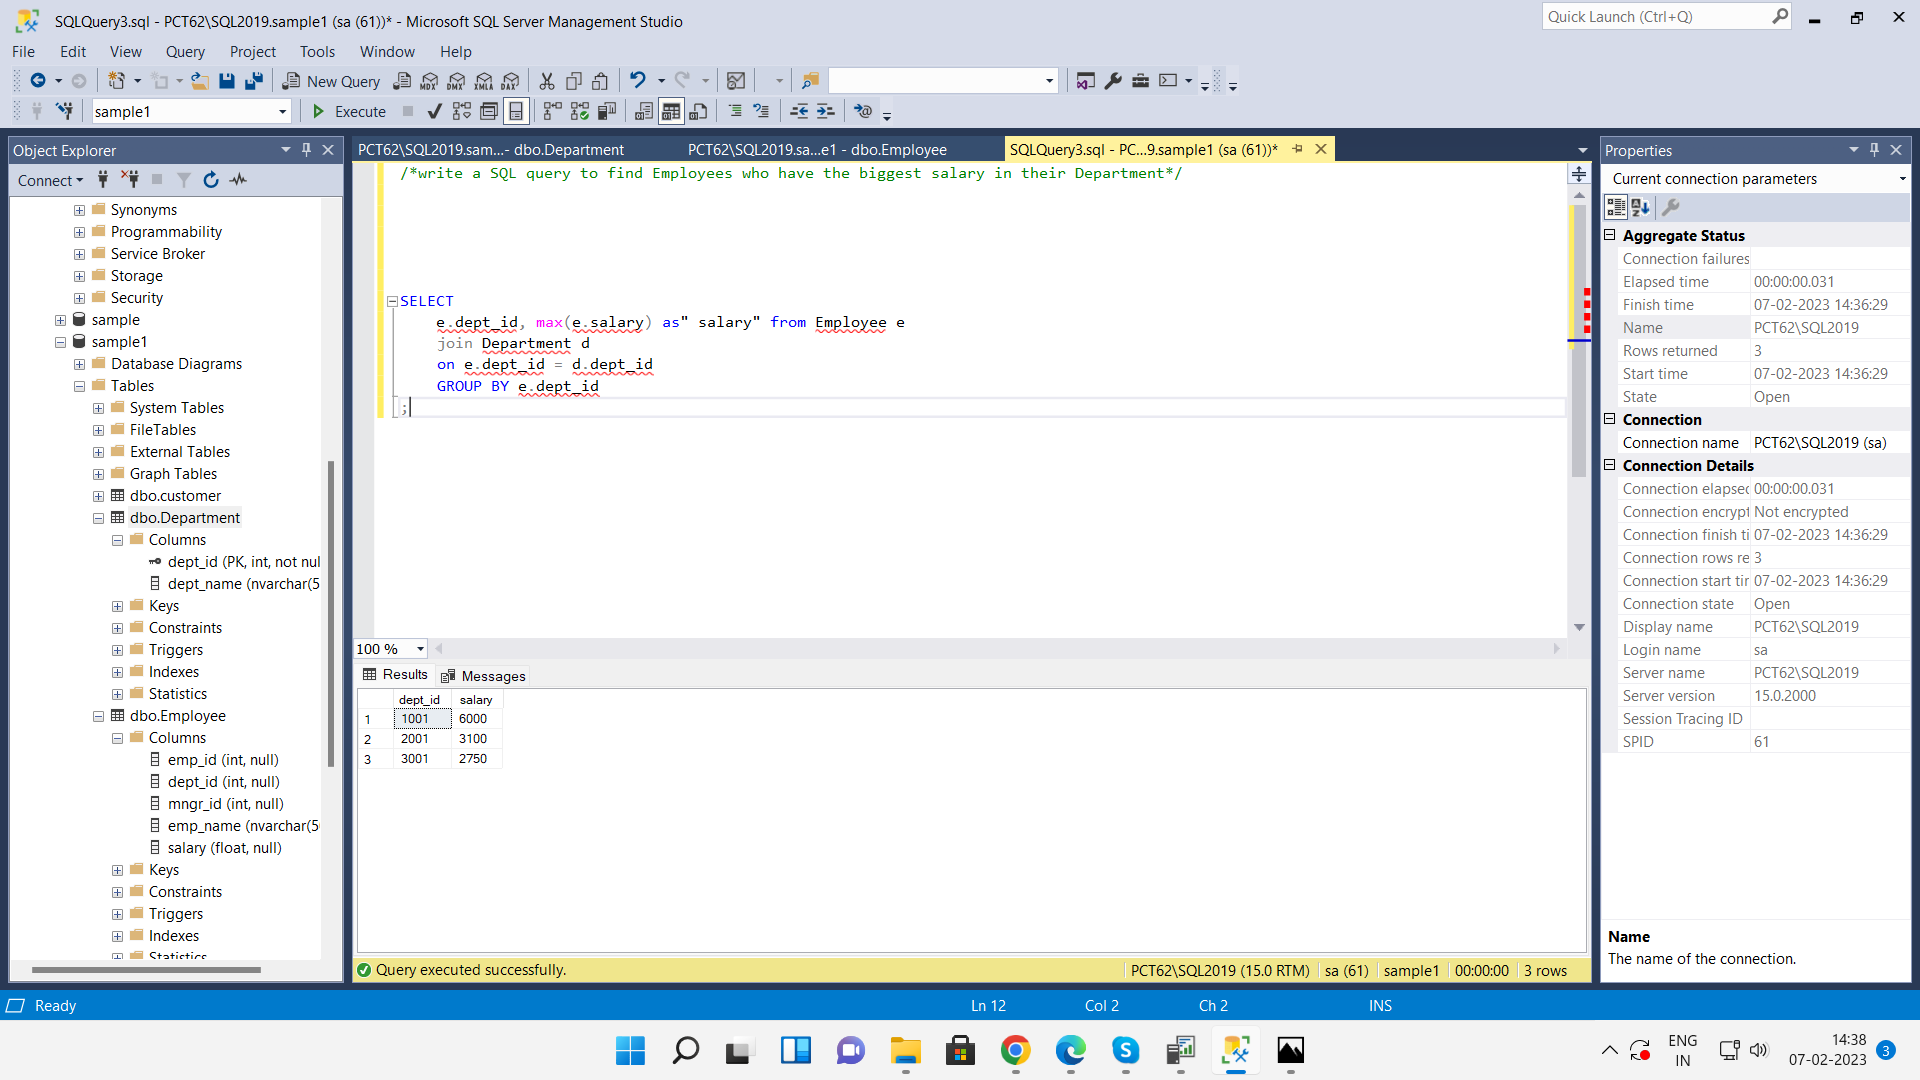 SQLQuery3.sql - PCT62\SQL2019.sample1 (sa (61))* - Microsoft SQL Server Management Studio
Quick Launch (Ctrl+Q)
File Edit View Query Project Tools Window Help
New Query MDX DMX XMLA DAX
sample1 Execute
Object Explorer
Connect
Synonyms
Programmability
Service Broker
Storage
Security
sample
sample1
Database Diagrams
Tables
System Tables
FileTables
External Tables
Graph Tables
dbo.customer
dbo.Department
Columns
dept_id (PK, int, not nul
dept_name (nvarchar(5
Keys
Constraints
Triggers
Indexes
Statistics
dbo.Employee
Columns
emp_id (int, null)
dept_id (int, null)
mngr_id (int, null)
emp_name (nvarchar(5
salary (float, null)
Keys
Constraints
Triggers
Indexes
Statistics
PCT62\SQL2019.sam...- dbo.Department
PCT62\SQL2019.sa...e1 - dbo.Employee
SQLQuery3.sql - PC...9.sample1 (sa (61))*
/*write a SQL query to find Employees who have the biggest salary in their Department*/
SELECT
e.dept_id, max(e.salary) as" salary" from Employee e
join Department d
on e.dept_id = d.dept_id
GROUP BY e.dept_id
;
100 %
Results Messages
dept_id salary
1 1001 6000
2 2001 3100
3 3001 2750
Query executed successfully.
PCT62\SQL2019 (15.0 RTM) sa (61) sample1 00:00:00 3 rows
Properties
Current connection parameters
Aggregate Status
Connection failures
Elapsed time 00:00:00.031
Finish time 07-02-2023 14:36:29
Name PCT62\SQL2019
Rows returned 3
Start time 07-02-2023 14:36:29
State Open
Connection
Connection name PCT62\SQL2019 (sa)
Connection Details
Connection elapsec 00:00:00.031
Connection encrypt Not encrypted
Connection finish ti 07-02-2023 14:36:29
Connection rows re 3
Connection start tir 07-02-2023 14:36:29
Connection state Open
Display name PCT62\SQL2019
Login name sa
Server name PCT62\SQL2019
Server version 15.0.2000
Session Tracing ID
SPID 61
Name
The name of the connection.
Ready Ln 12 Col 2 Ch 2 INS
ENG
IN
14:38
07-02-2023
3